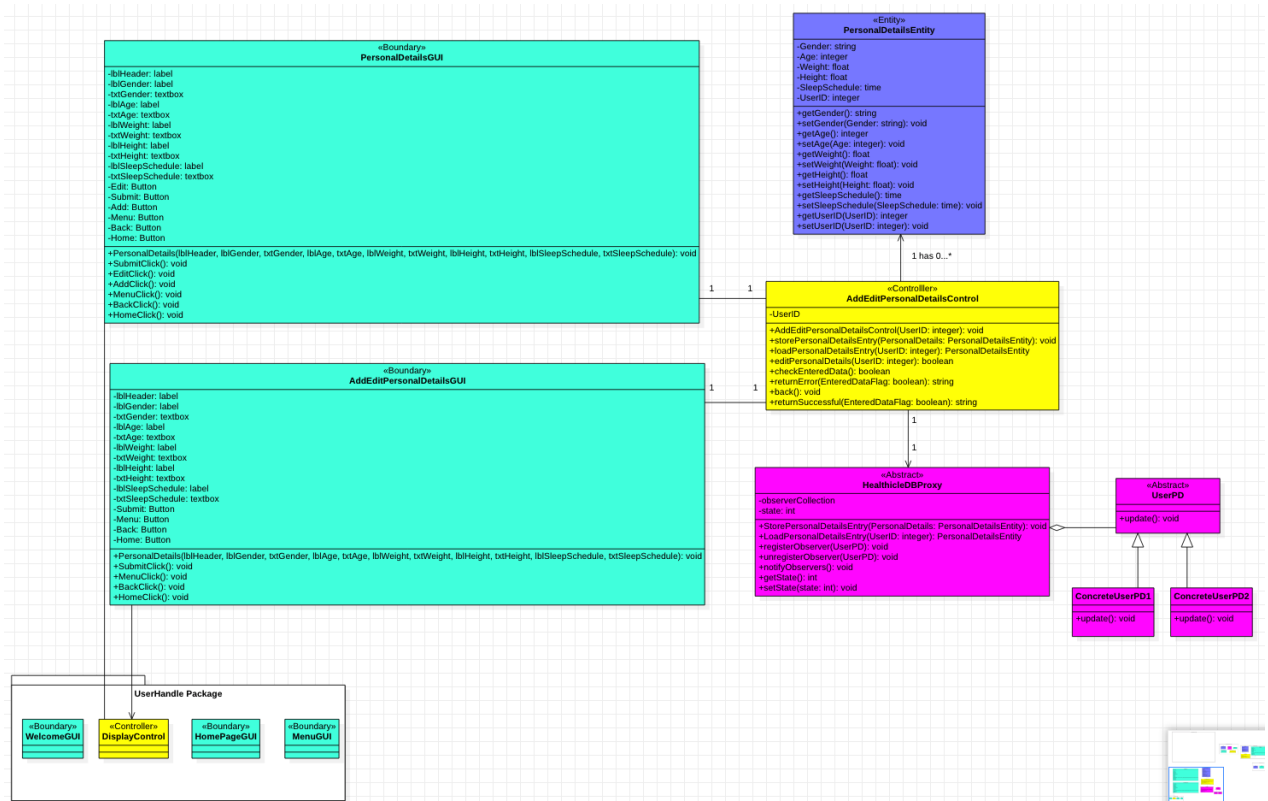 «Boundary»
PersonalDetailsGUI
-lblHeader: label
-lblGender: label
-txtGender: textbox
-lblAge: label
-txtAge: textbox
-lblWeight: label
-txtWeight: textbox
-lblHeight: label
-txtHeight: textbox
-lblSleepSchedule: label
-txtSleepSchedule: textbox
-Edit: Button
-Submit: Button
-Add: Button
-Menu: Button
-Back: Button
-Home: Button
+PersonalDetails(lblHeader, lblGender, txtGender, lblAge, txtAge, lblWeight, txtWeight, lblHeight, txtHeight, lblSleepSchedule, txtSleepSchedule): void
+SubmitClick(): void
+EditClick(): void
+AddClick(): void
+MenuClick(): void
+BackClick(): void
+HomeClick(): void
«Entity»
PersonalDetailsEntity
-Gender: string
-Age: integer
-Weight: float
-Height: float
-SleepSchedule: time
-UserID: integer
+getGender(): string
+setGender(Gender: string): void
+getAge(): integer
+setAge(Age: integer): void
+getWeight(): float
+setWeight(Weight: float): void
+getHeight(): float
+setHeight(Height: float): void
+getSleepSchedule(): time
+setSleepSchedule(SleepSchedule: time): void
+getUserID(UserID): integer
+setUserID(UserID: integer): void
1 has 0...*
1 1
«Controlller»
AddEditPersonalDetailsControl
-UserID
+AddEditPersonalDetailsControl(UserID: integer): void
+storePersonalDetailsEntry(PersonalDetails: PersonalDetailsEntity): void
+loadPersonalDetailsEntry(UserID: integer): PersonalDetailsEntity
+editPersonalDetails(UserID: integer): boolean
+checkEnteredData(): boolean
+returnError(EnteredDataFlag: boolean): string
+back(): void
+returnSuccessful(EnteredDataFlag: boolean): string
«Boundary»
AddEditPersonalDetailsGUI
-lblHeader: label
-lblGender: label
-txtGender: textbox
-lblAge: label
-txtAge: textbox
-lblWeight: label
-txtWeight: textbox
-lblHeight: label
-txtHeight: textbox
-lblSleepSchedule: label
-txtSleepSchedule: textbox
-Submit: Button
-Menu: Button
-Back: Button
-Home: Button
+PersonalDetails(lblHeader, lblGender, txtGender, lblAge, txtAge, lblWeight, txtWeight, lblHeight, txtHeight, lblSleepSchedule, txtSleepSchedule): void
+SubmitClick(): void
+MenuClick(): void
+BackClick(): void
+HomeClick(): void
1 1
1
1
«Abstract»
HealthicleDBProxy
-observerCollection
-state: int
+StorePersonalDetailsEntry(PersonalDetails: PersonalDetailsEntity): void
+LoadPersonalDetailsEntry(UserID: integer): PersonalDetailsEntity
+registerObserver(UserPD): void
+unregisterObserver(UserPD): void
+notifyObservers(): void
+getState(): int
+setState(state: int): void
«Abstract»
UserPD
+update(): void
ConcreteUserPD1
+update(): void
ConcreteUserPD2
+update(): void
UserHandle Package
«Boundary»
WelcomeGUI
«Controller»
DisplayControl
«Boundary»
HomePageGUI
«Boundary»
MenuGUI